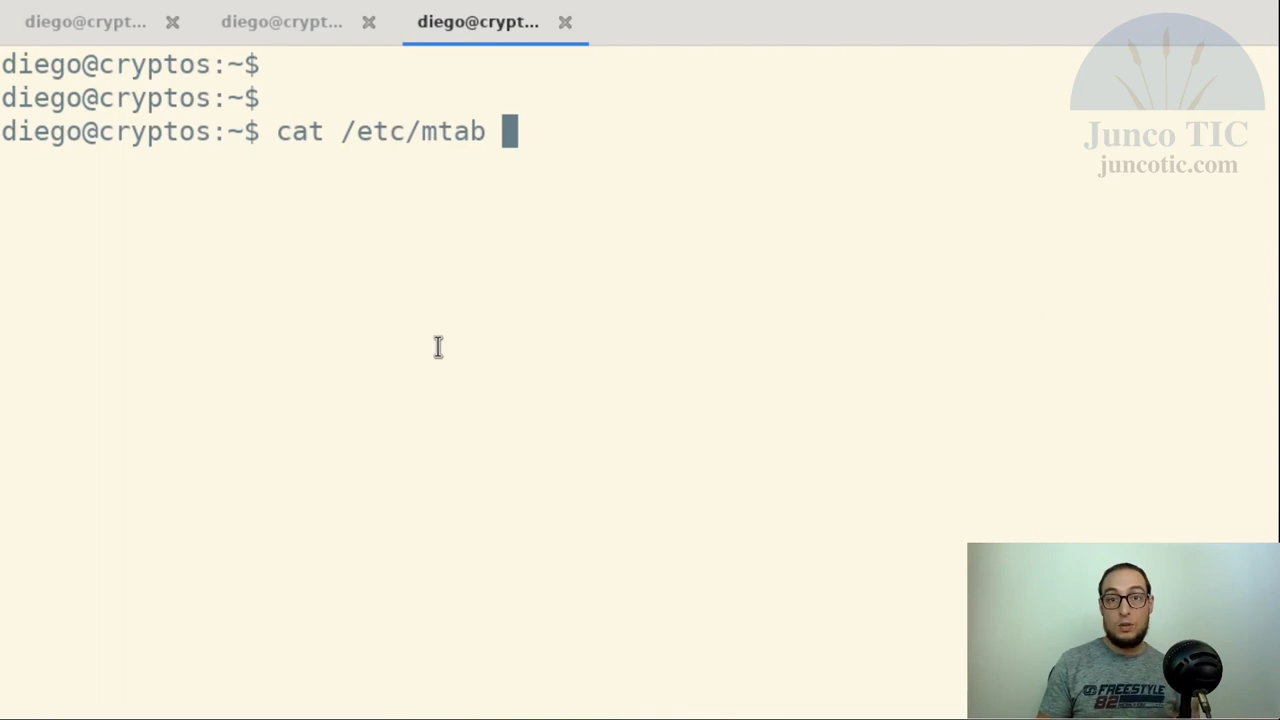 diego@crypt...
diego@crypt...
diego@crypt...
diego@cryptos:~$
diego@cryptos:~$
diego@cryptos:~$ cat /etc/mtab
Junco TIC
juncotic.com
FREESTYLE
82